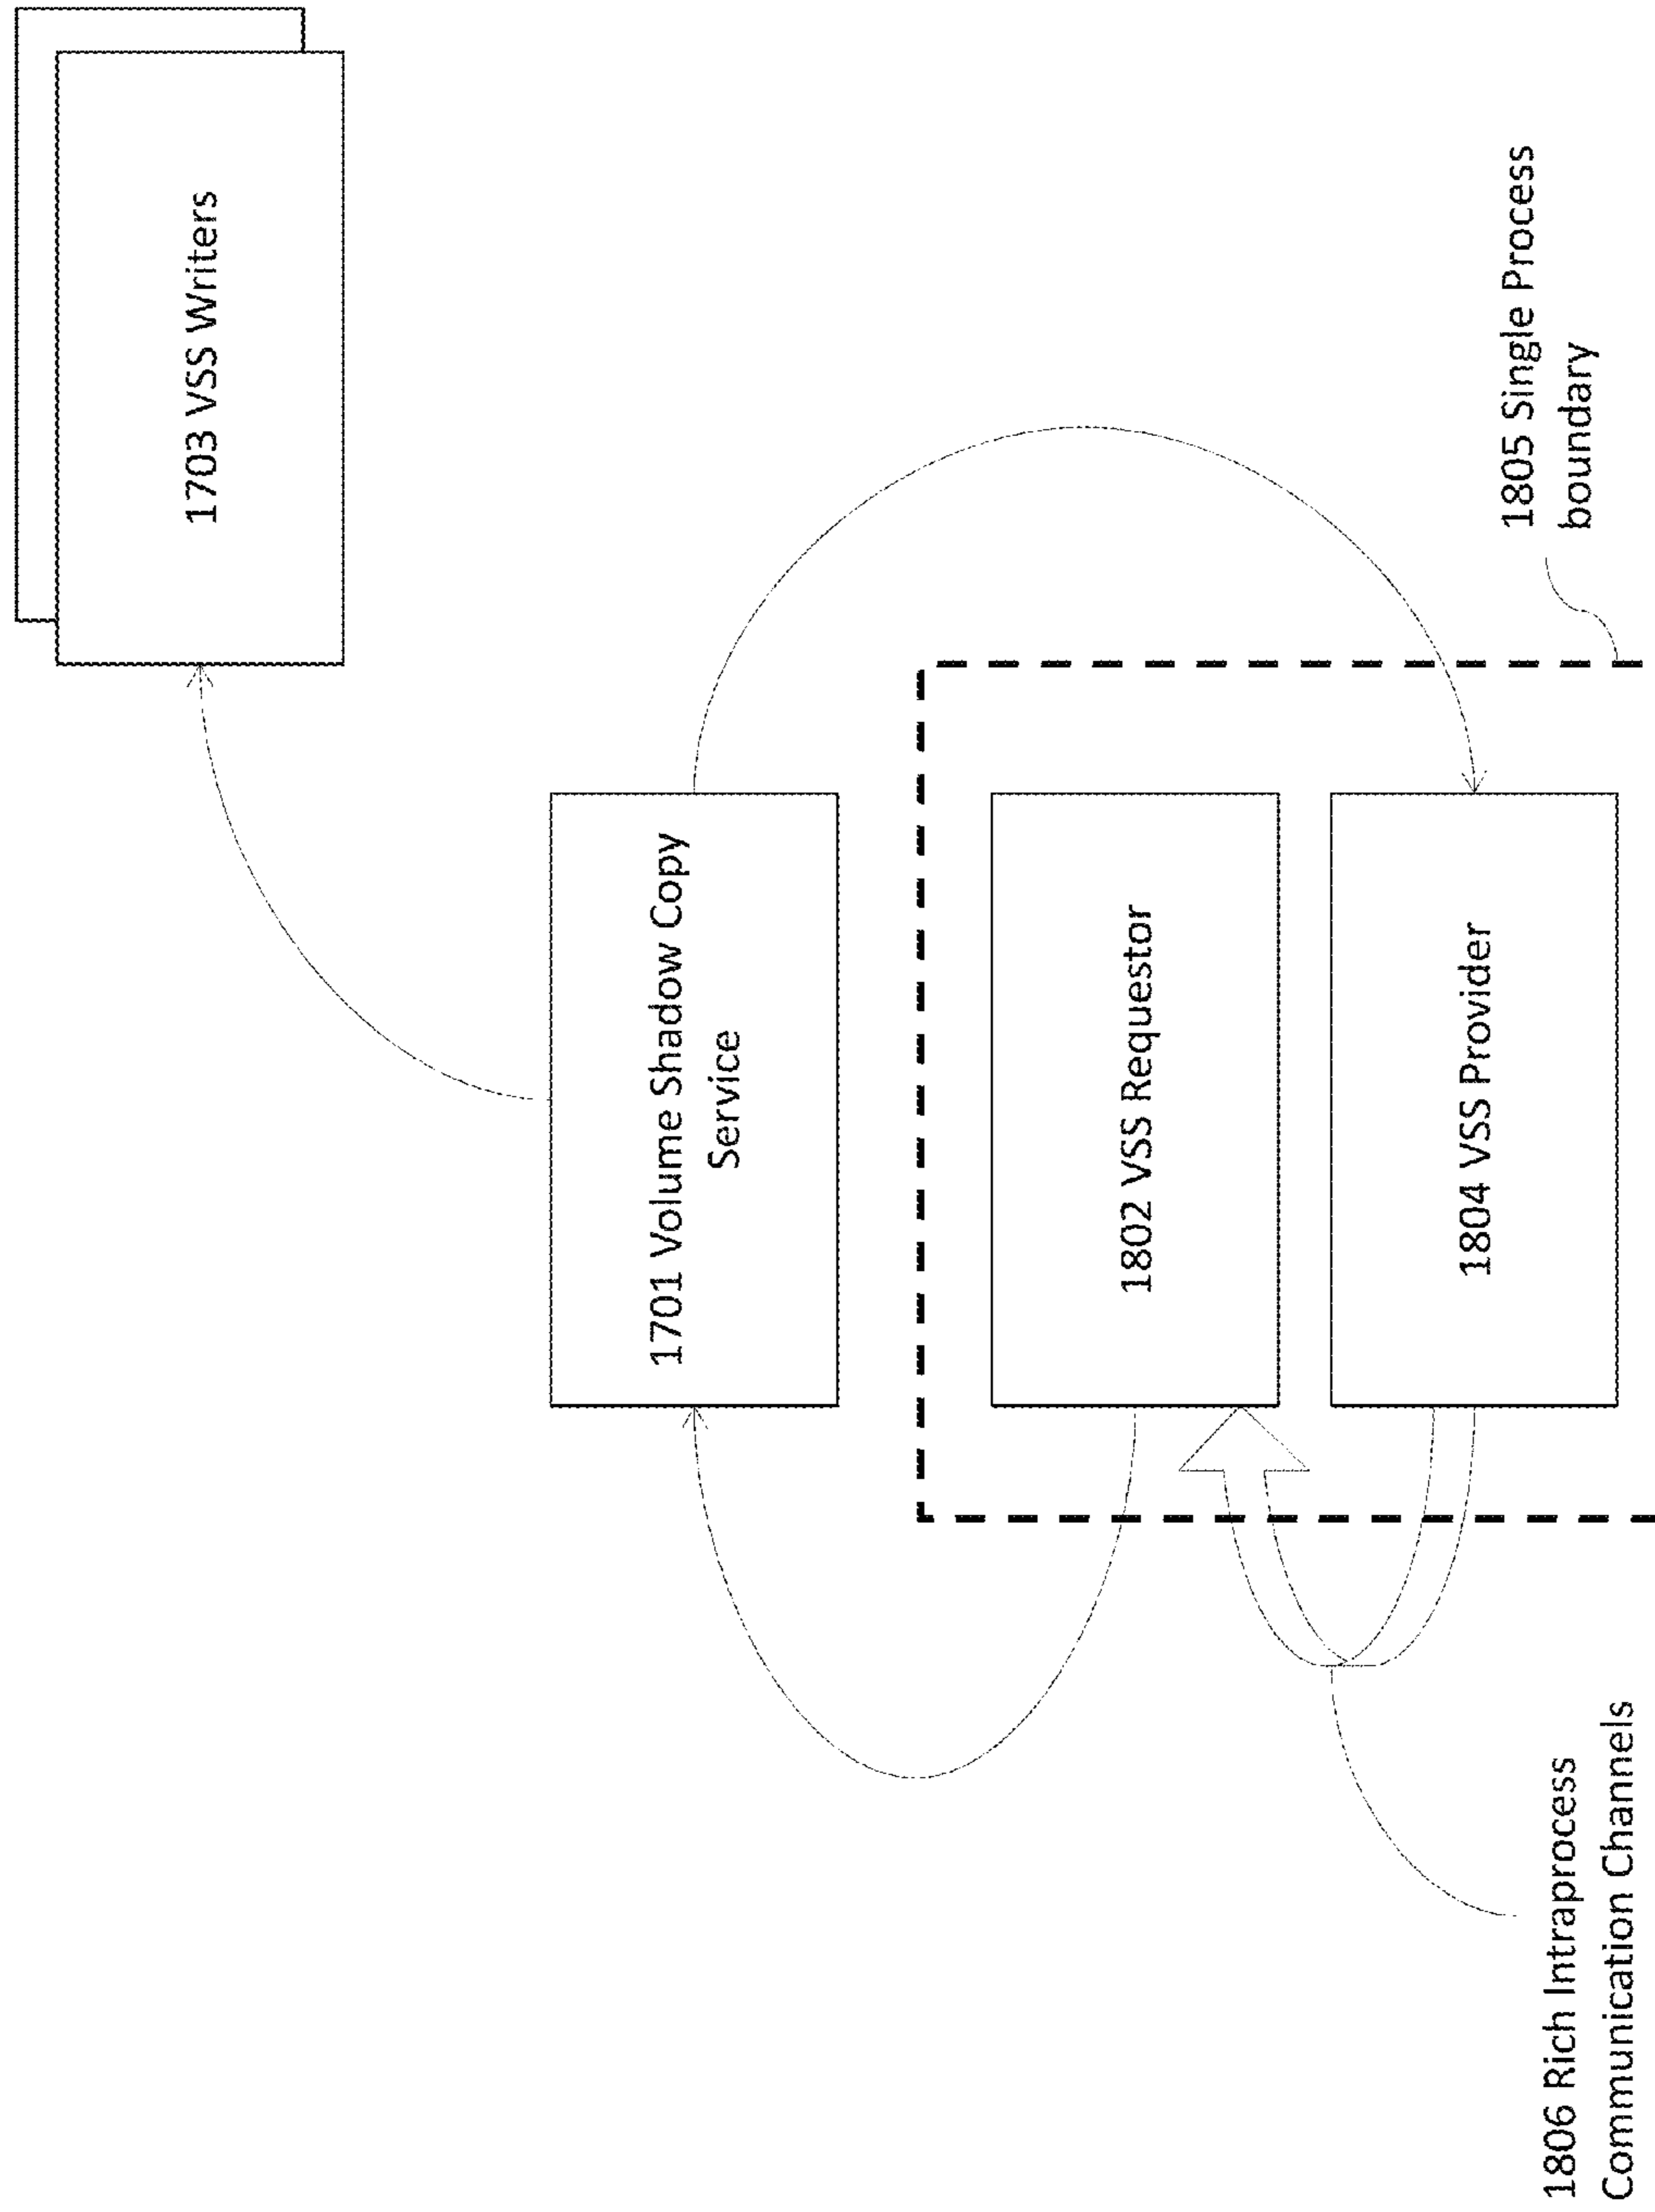 1703 VSS Writers
1701 Volume Shadow Copy
Service
1802 VSS Requestor
1804 VSS Provider
1805 Single Process
boundary
1806 Rich Intraprocess
Communication Channels